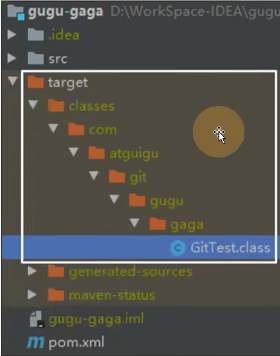 gugu-gaga D:\WorkSpace-IDEA\gugu
.idea
src
target
classes
com
atguigu
git
gugu
gaga
GitTest.class
generated-sources
maven-status
gugu-gaga.iml
pom.xml